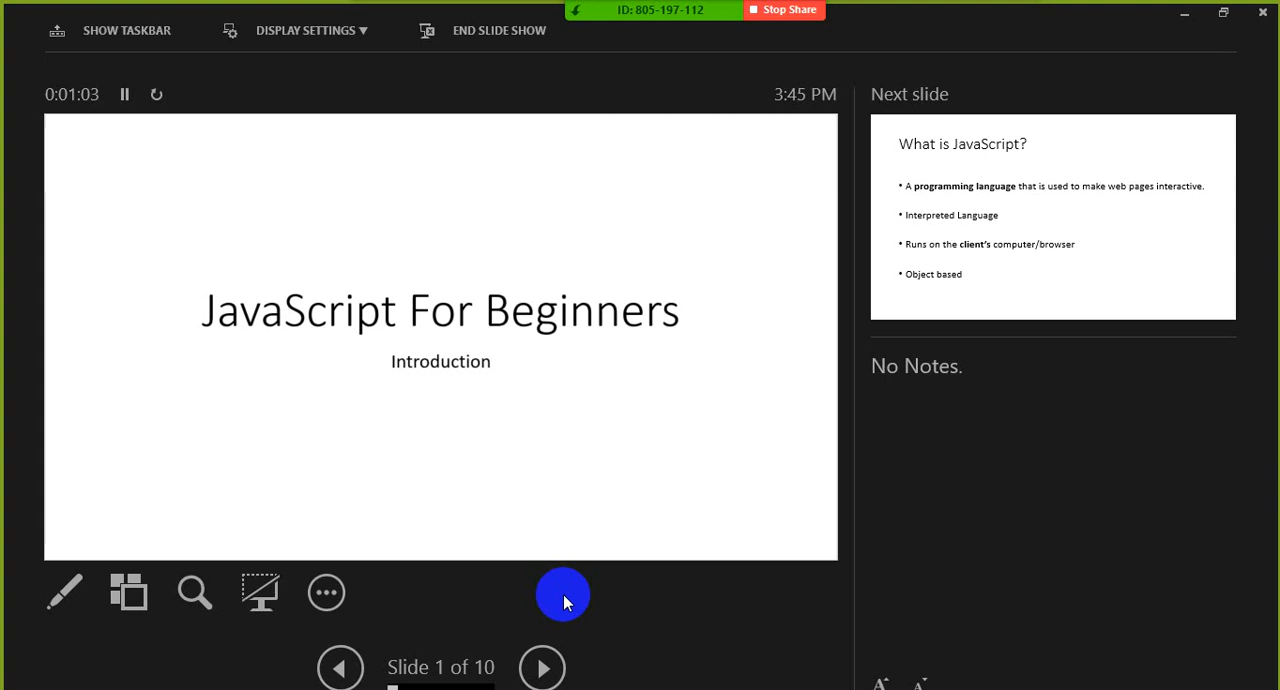 ID: 805-197-112 Stop Share
SHOW TASKBAR DISPLAY SETTINGS ▼ END SLIDE SHOW
0:01:03 3:45 PM
JavaScript For Beginners
Introduction
Slide 1 of 10
Next slide
What is JavaScript?
• A programming language that is used to make web pages interactive.
• Interpreted Language
• Runs on the client's computer/browser
• Object based
No Notes.
A A